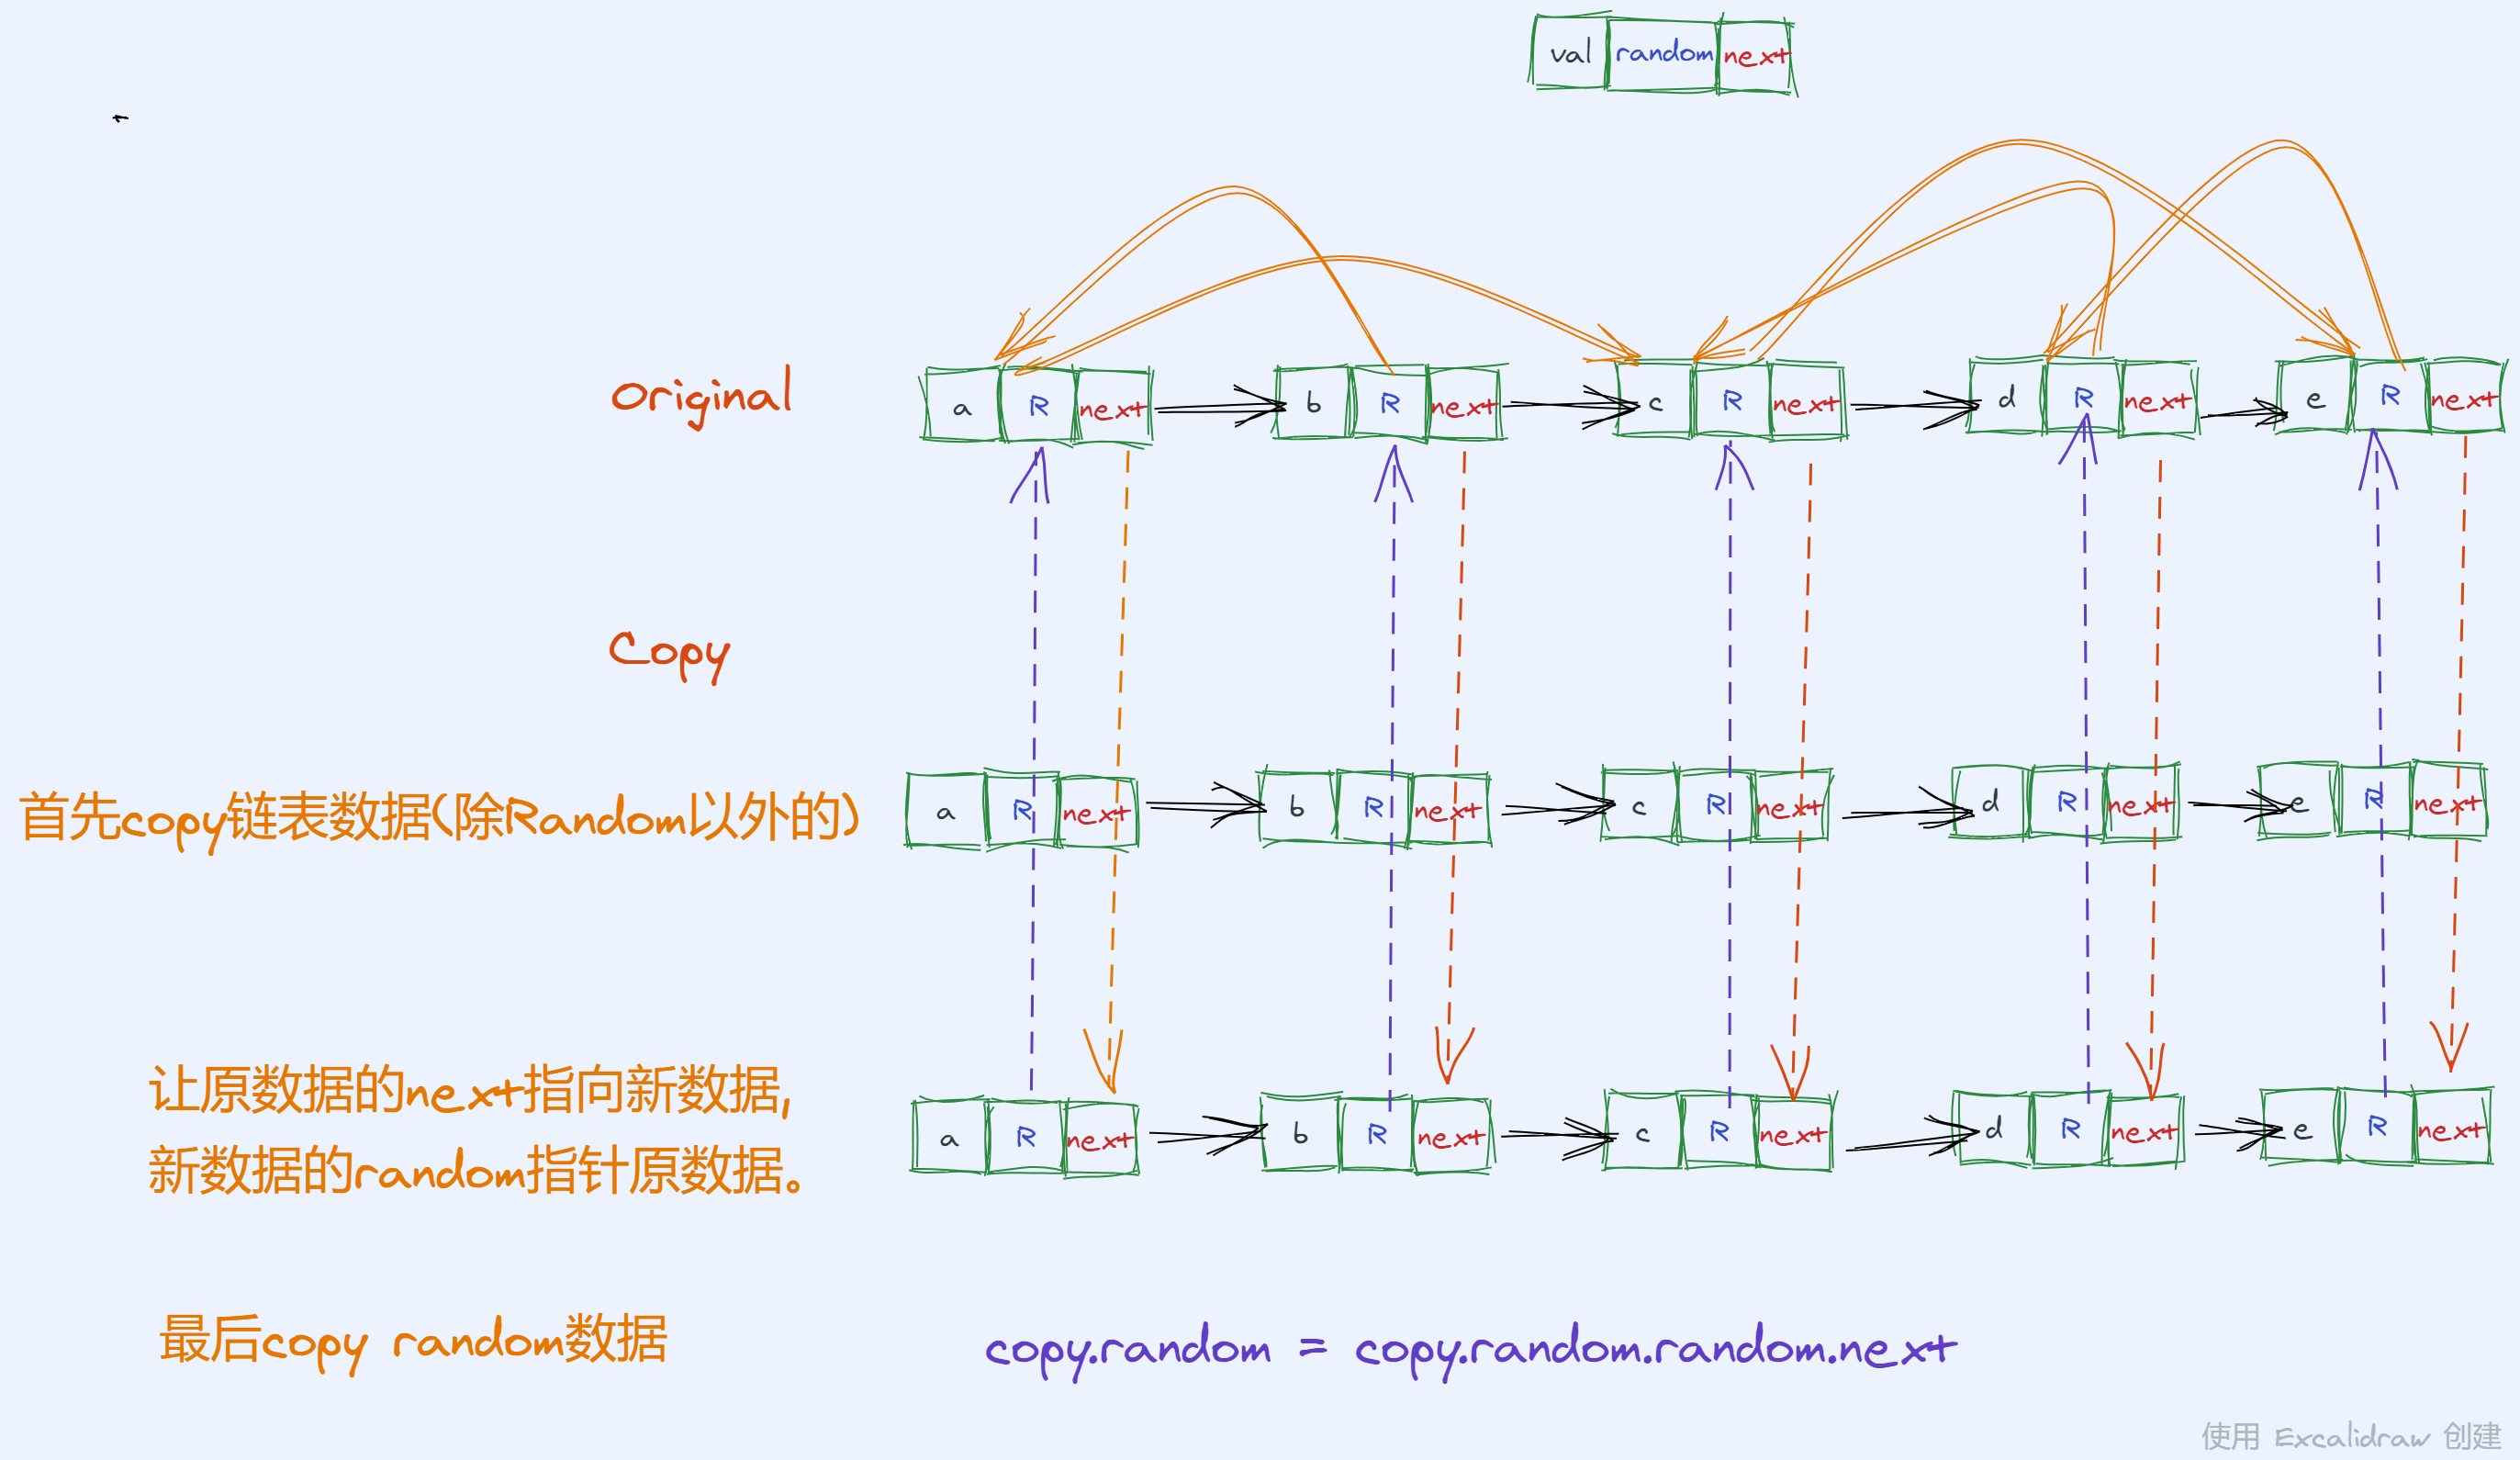 val random next
Original
a R next b R next c R next d R next e R next
Copy
首先copy链表数据(除Random以外的)
a R next b R next c R next d R next e R next
让原数据的next指向新数据,
新数据的random指针原数据。
a R next b R next c R next d R next e R next
最后copy random数据
copy.random = copy.random.random.next
使用 Excalidraw 创建